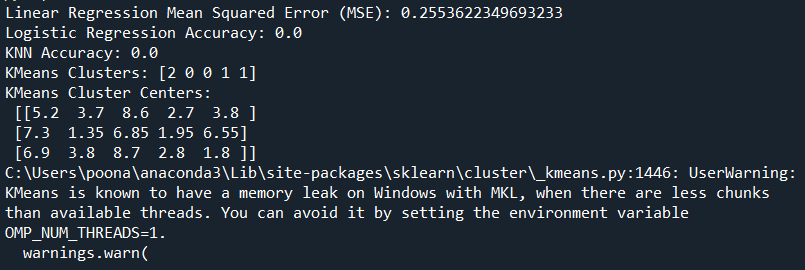 Linear Regression Mean Squared Error (MSE): 0.2553622349693233
Logistic Regression Accuracy: 0.0
KNN Accuracy: 0.0
KMeans Clusters: [2 0 0 1 1]
KMeans Cluster Centers:
 [[5.2  3.7  8.6  2.7  3.8 ]
 [7.3  1.35 6.85 1.95 6.55]
 [6.9  3.8  8.7  2.8  1.8 ]]
C:\Users\poona\anaconda3\Lib\site-packages\sklearn\cluster\_kmeans.py:1446: UserWarning:
KMeans is known to have a memory leak on Windows with MKL, when there are less chunks
than available threads. You can avoid it by setting the environment variable
OMP_NUM_THREADS=1.
  warnings.warn(